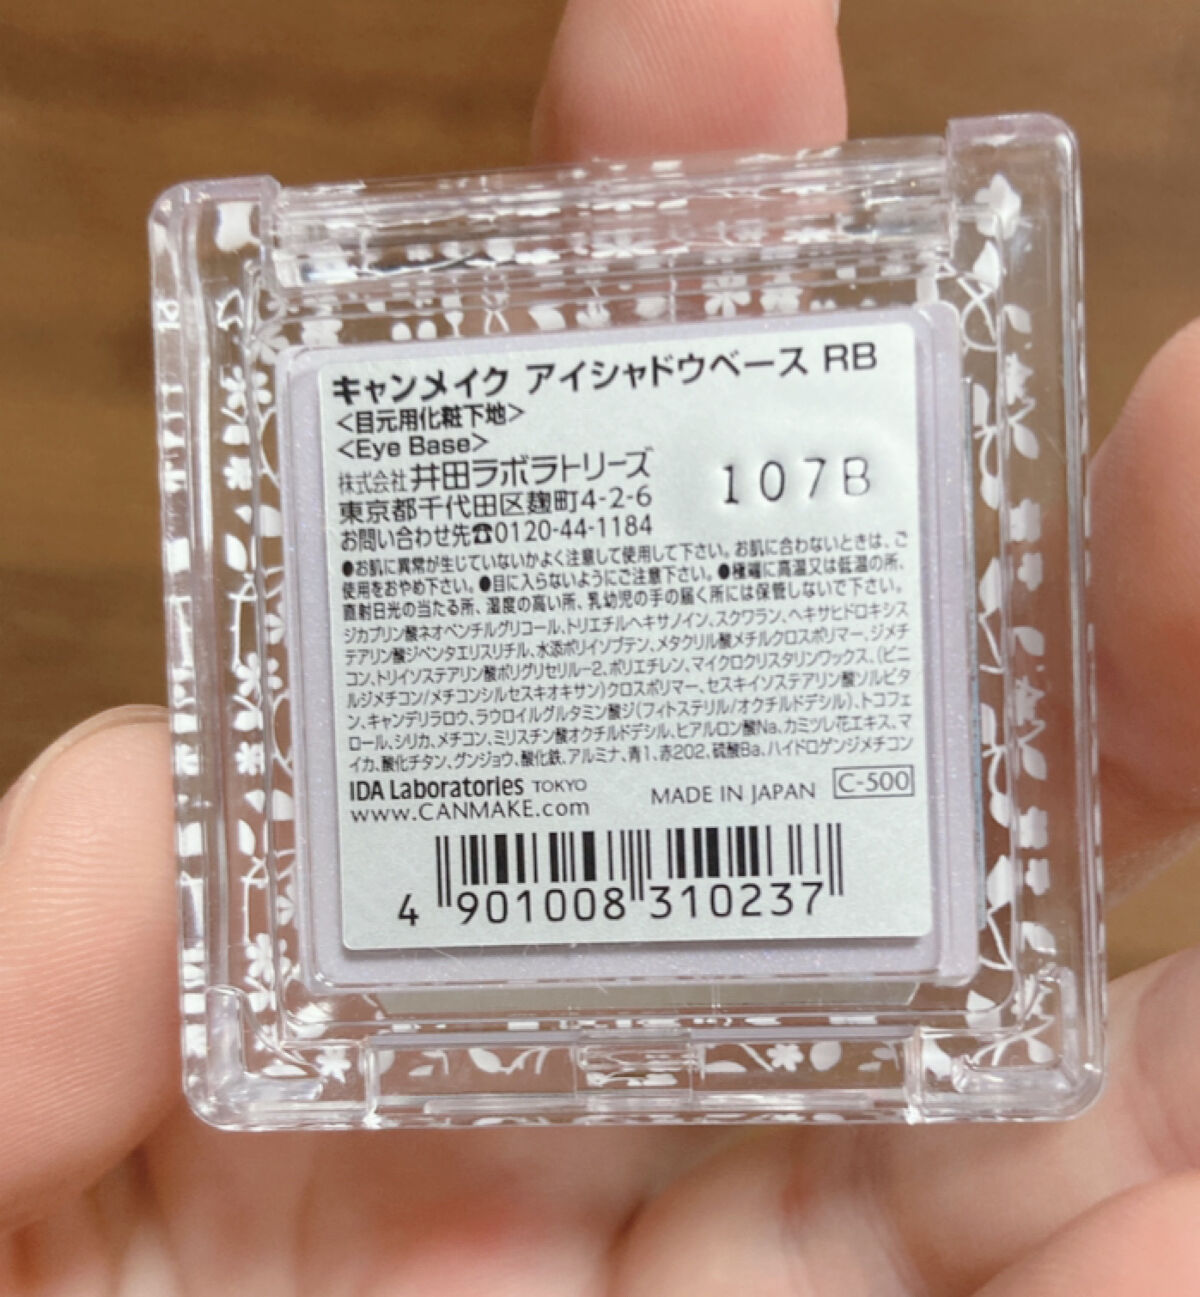 キャンメイク アイシャドウベース RB
<目元用化粧下地>
<Eye Base>
株式会社 井田ラボラトリーズ
107B
東京都千代田区麹町4-2-6
お問い合わせ先☎0120-44-1184
●お肌に異常が生じていないかよく注意して使用して下さい。お肌に合わないときは、ご
使用をおやめ下さい。●目に入らないようにご注意下さい。●極端に高温又は低温の所、
直射日光の当たる所、湿度の高い所、乳幼児の手の届く所には保管しないで下さい。
ジカプリン酸ネオペンチルグリコール、トリエチルヘキサノイン、スクワラン、ヘキサヒドロキシス
テアリン酸ジペンタエリスリチル、水添ポリイソブテン、メタクリル酸メチルクロスポリマー、ジメチ
コン、トリイソステアリン酸ポリグリセリル-2、ポリエチレン、マイクロクリスタリンワックス、(ビニ
ルジメチコン/メチコンシルセスキオキサン)クロスポリマー、セスキイソステアリン酸ソルビタ
ン、キャンデリラロウ、ラウロイルグルタミン酸ジ(フィトステリル/オクチルドデシル)、トコフェ
ロール、シリカ、メチコン、ミリスチン酸オクチルドデシル、ヒアルロン酸Na、カミツレ花エキス、マ
イカ、酸化チタン、グンジョウ、酸化鉄、アルミナ、青1、赤202、硫酸Ba、ハイドロゲンジメチコン
IDA Laboratories TOKYO
www.CANMAKE.com
MADE IN JAPAN C-500
4 901008 310237